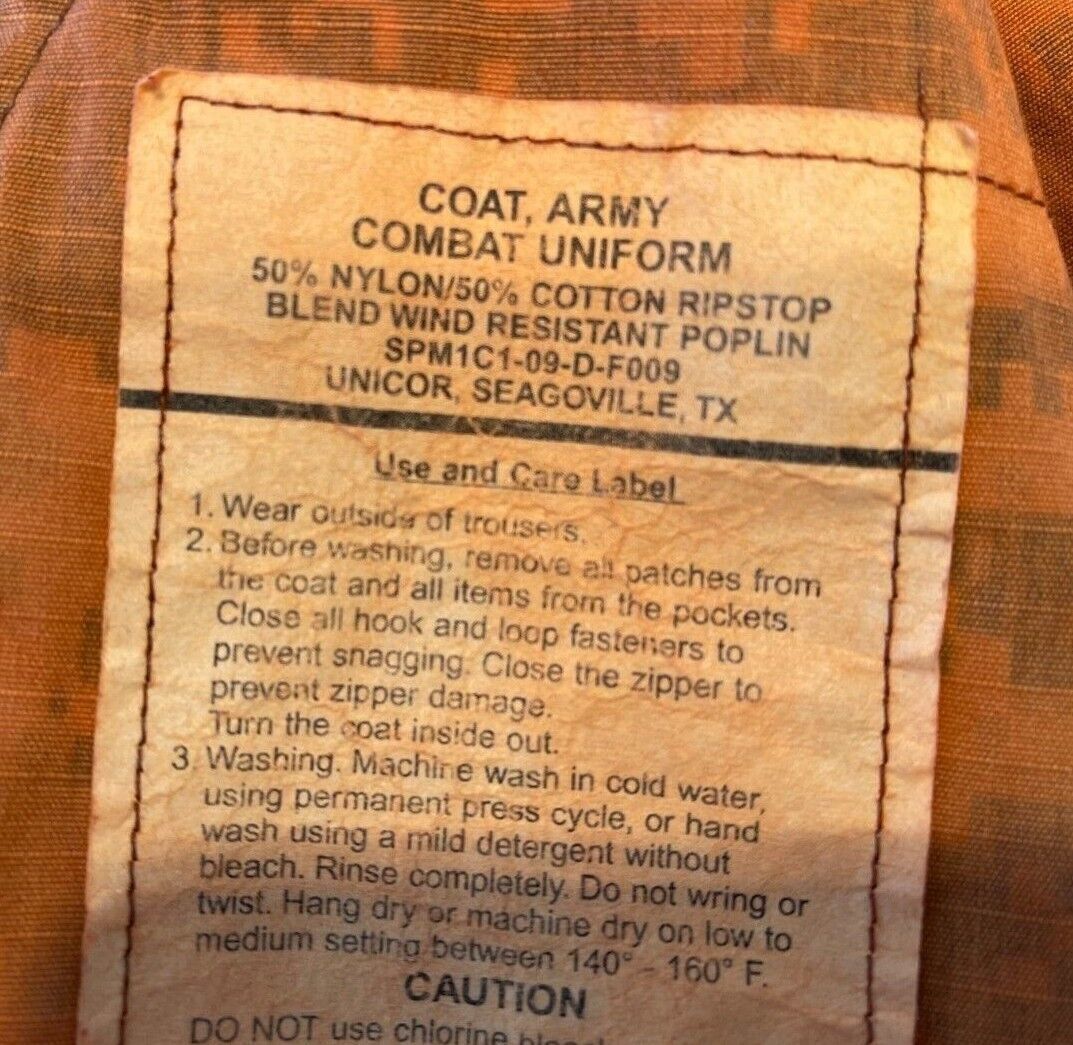 COAT, ARMY
COMBAT UNIFORM
50% NYLON/50% COTTON RIPSTOP
BLEND WIND RESISTANT POPLIN
SPM1C1-09-D-F009
UNICOR, SEAGOVILLE, TX
Use and Care Label
1. Wear outside of trousers.
2. Before washing, remove all patches from
the coat and all items from the pockets.
Close all hook and loop fasteners to
prevent snagging. Close the zipper to
prevent zipper damage.
Turn the coat inside out.
3. Washing. Machine wash in cold water,
using permanent press cycle, or hand
wash using a mild detergent without
bleach. Rinse completely. Do not wring or
twist. Hang dry or machine dry on low to
medium setting between 140° - 160° F.
CAUTION
DO NOT use chlorine